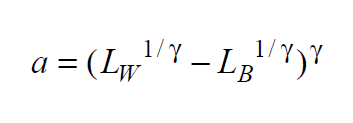 a = (L_W^{1/γ} − L_B^{1/γ})^γ